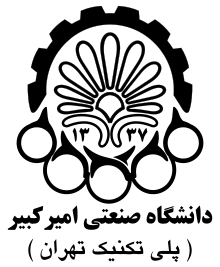 ۱۳ ۳۷
دانشگاه صنعتی امیرکبیر
( پلی تکنیک تهران )